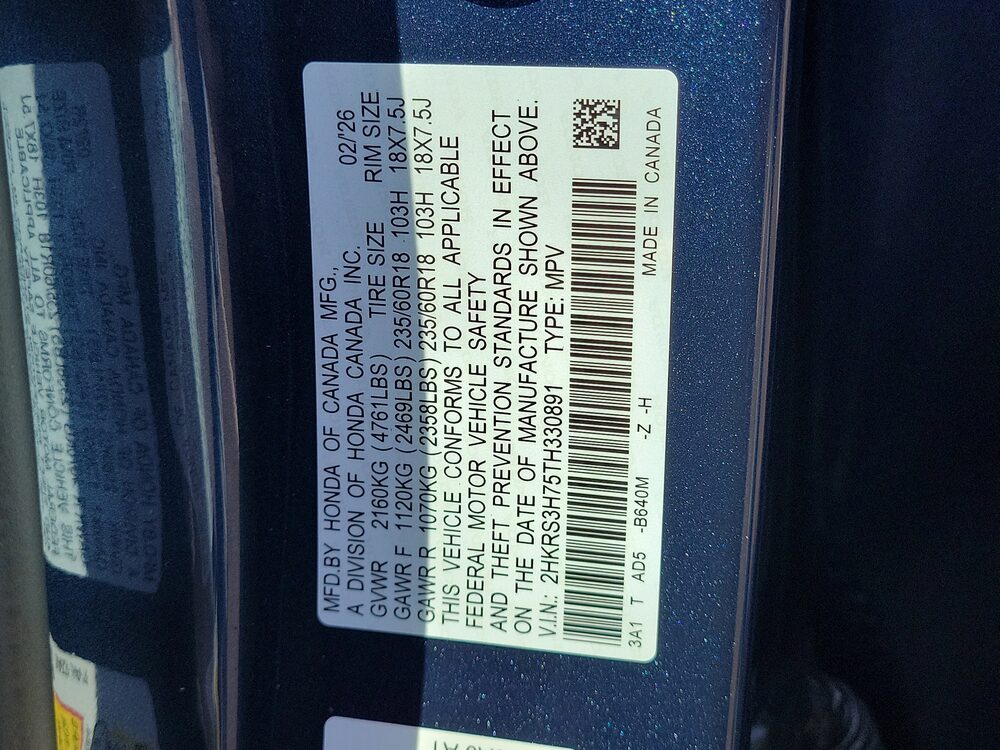 MFD.BY HONDA OF CANADA MFG., 02/'26
A DIVISION OF HONDA CANADA INC.
GVWR 2160KG (4761LBS) TIRE SIZE RIM SIZE
GAWR F 1120KG (2469LBS) 235/60R18 103H 18X7.5J
GAWR R 1070KG (2358LBS) 235/60R18 103H 18X7.5J
THIS VEHICLE CONFORMS TO ALL APPLICABLE
FEDERAL MOTOR VEHICLE SAFETY
AND THEFT PREVENTION STANDARDS IN EFFECT
ON THE DATE OF MANUFACTURE SHOWN ABOVE.
V.I.N.: 2HKRS3H75TH330891 TYPE: MPV
3A1 T AD5 -B640M -Z -H MADE IN CANADA